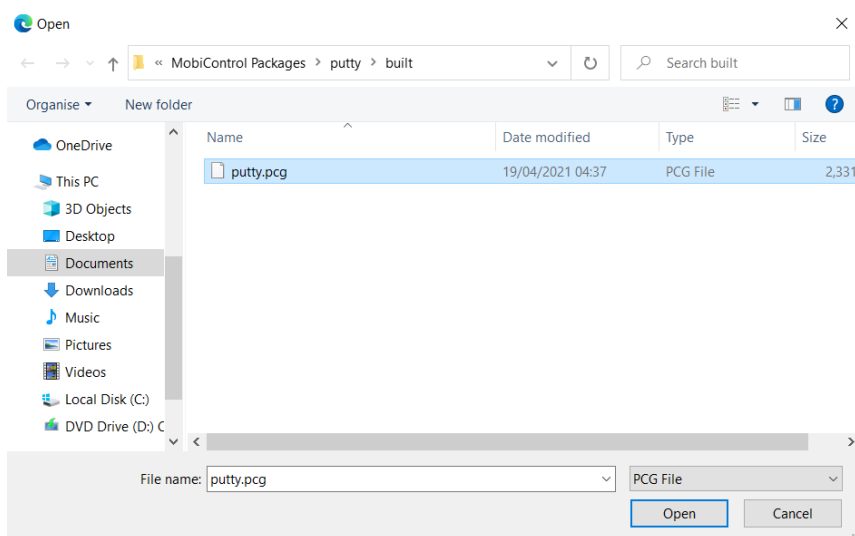 Open
« MobiControl Packages > putty > built
Search built
Organise
New folder
?
Name
Date modified
Type
Size
putty.pcg
19/04/2021 04:37
PCG File
2,331
OneDrive
This PC
3D Objects
Desktop
Documents
Downloads
Music
Pictures
Videos
Local Disk (C:)
DVD Drive (D:) C
File name:
putty.pcg
PCG File
Open
Cancel